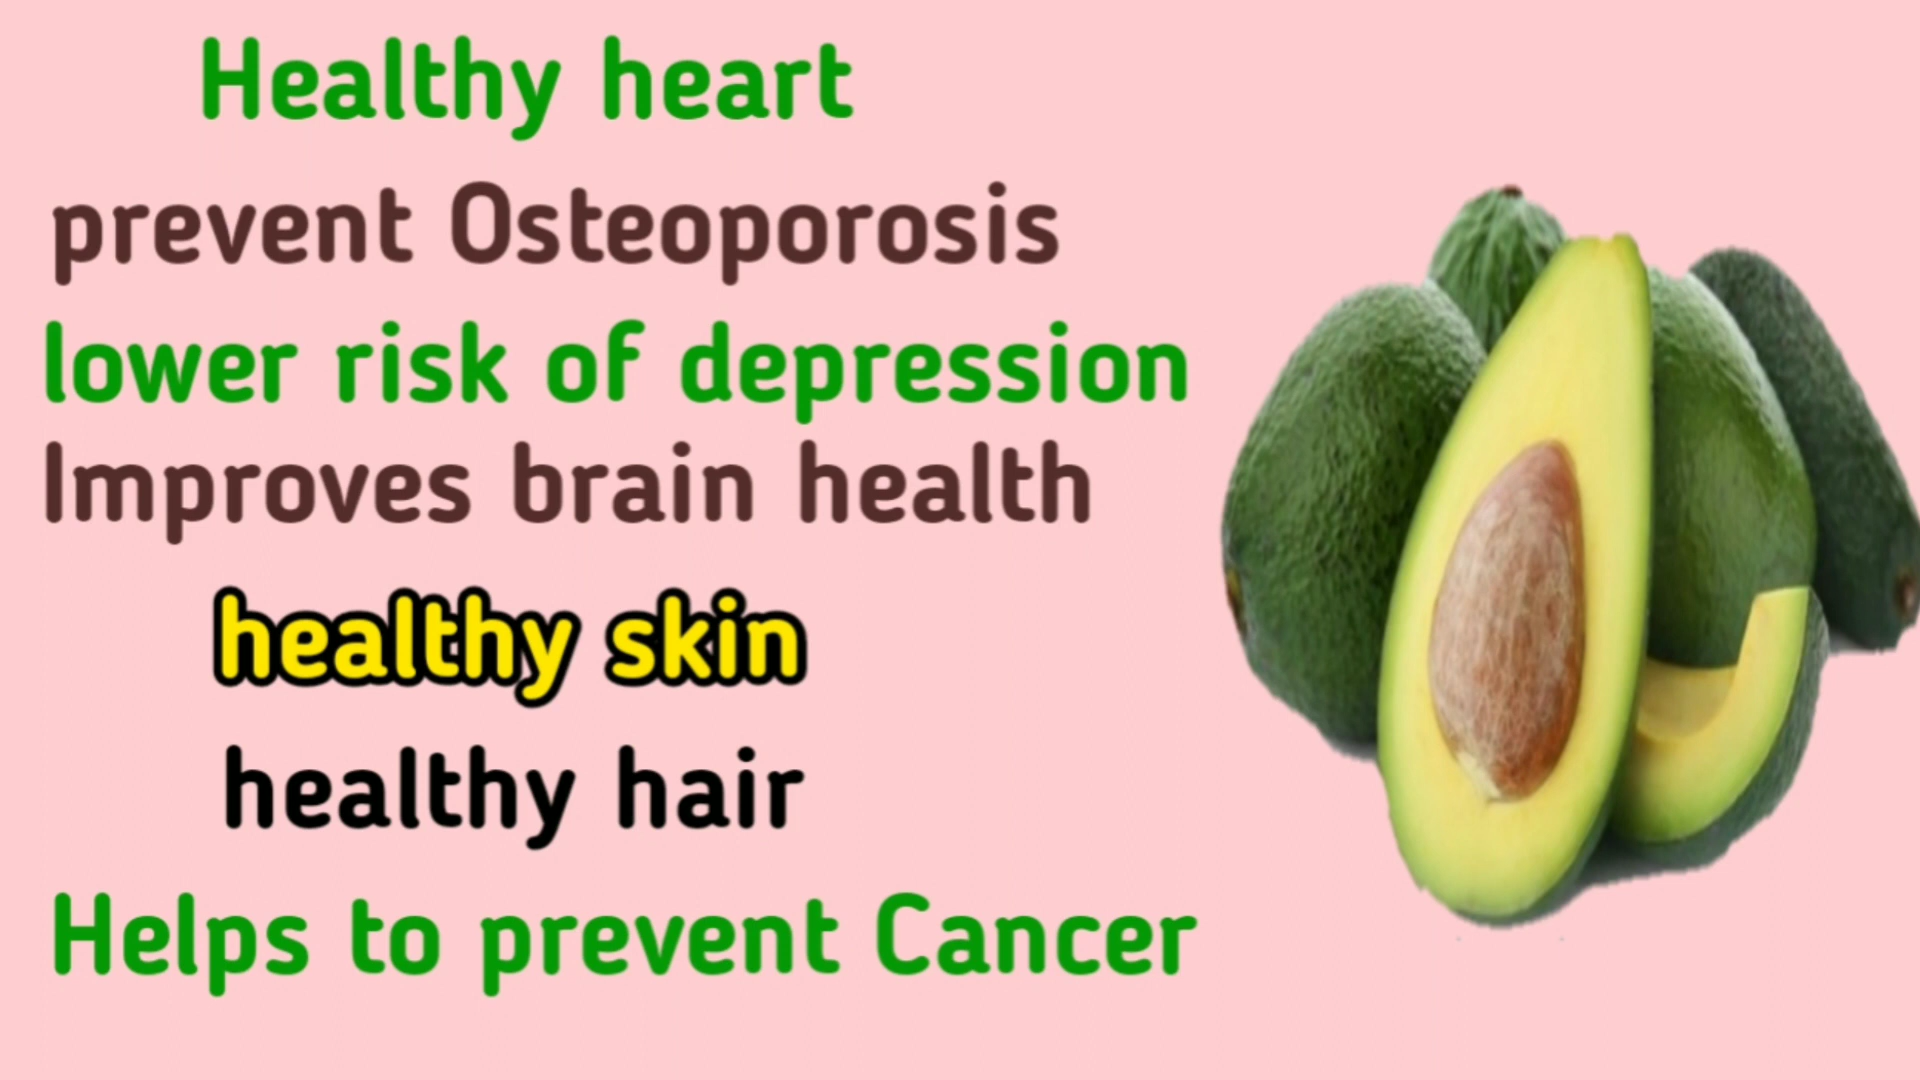 Healthy heart
prevent Osteoporosis
lower risk of depression
Improves brain health
healthy skin
healthy hair
Helps to prevent Cancer